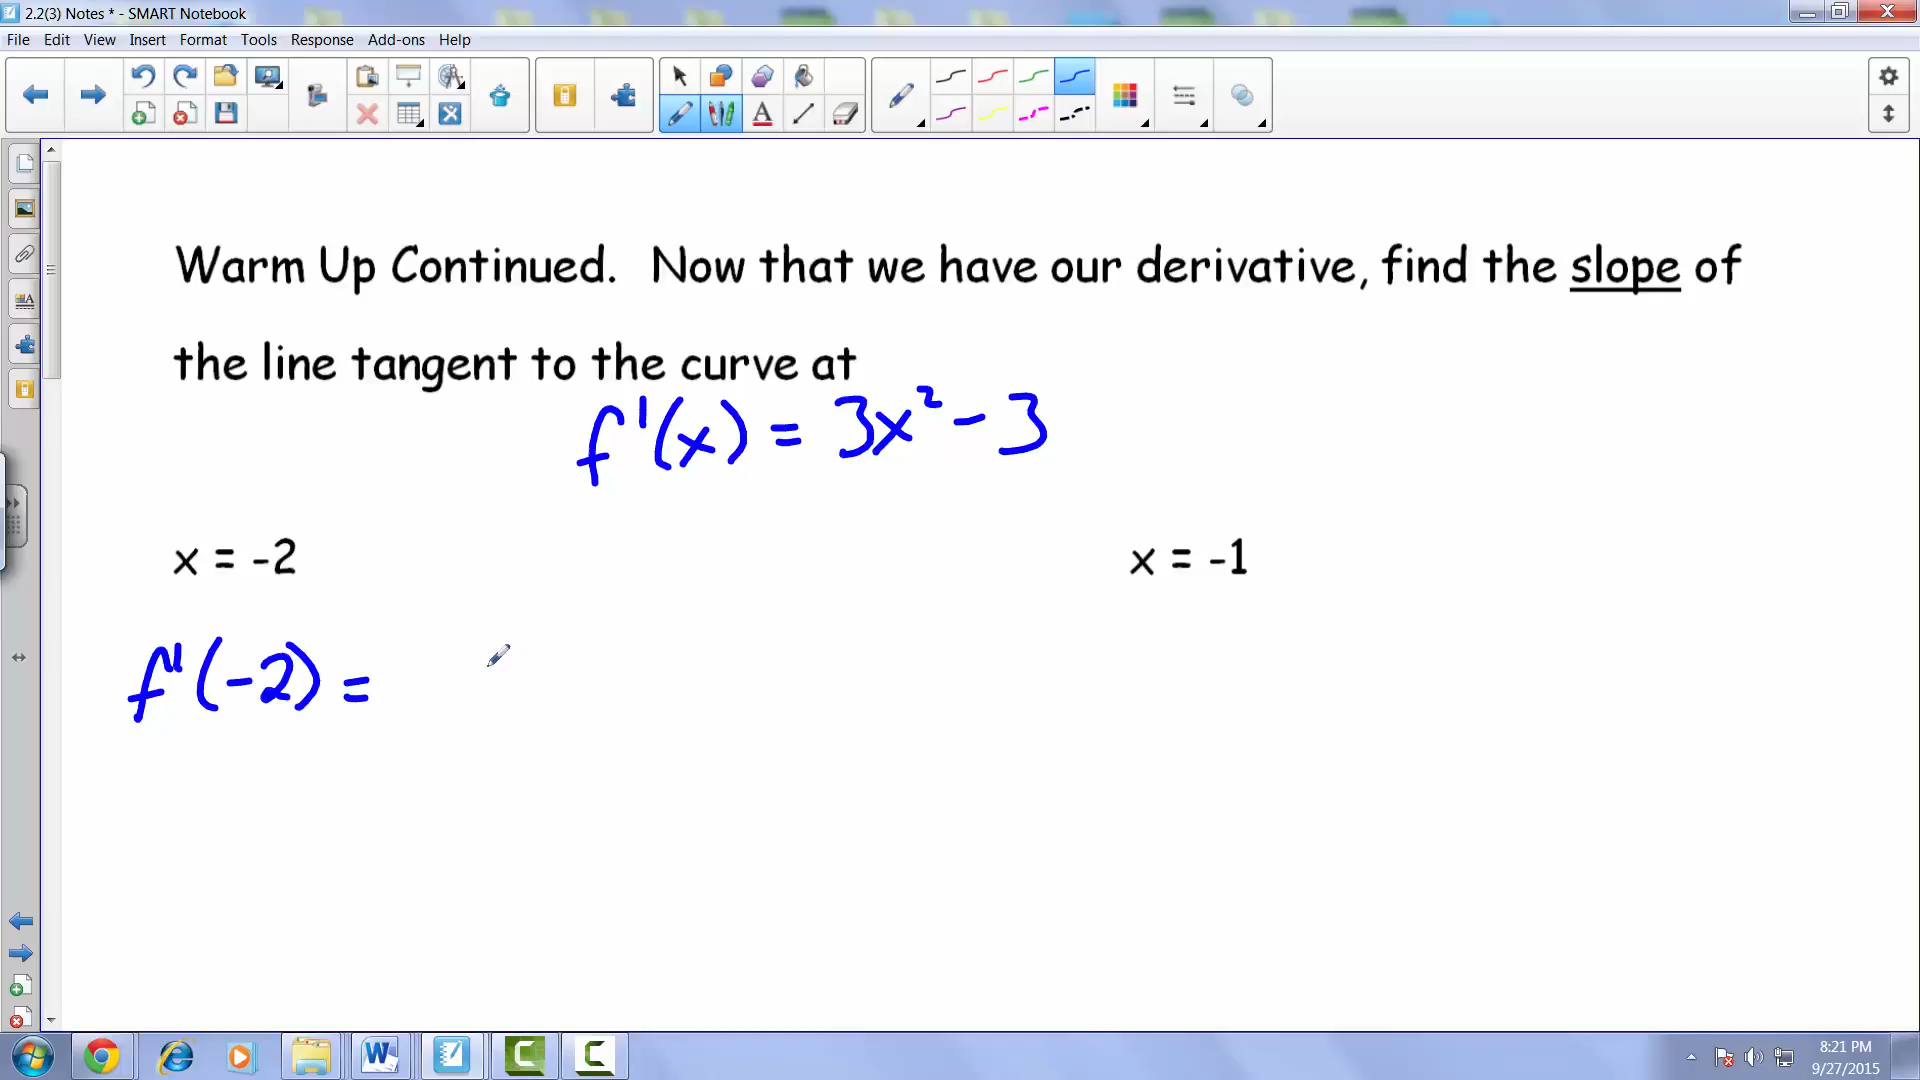 2.2(3) Notes * - SMART Notebook
File Edit View Insert Format Tools Response Add-ons Help
Warm Up Continued. Now that we have our derivative, find the slope of
the line tangent to the curve at
f'(x) = 3x² - 3
x = -2
x = -1
f'(-2) =
8:21 PM
9/27/2015